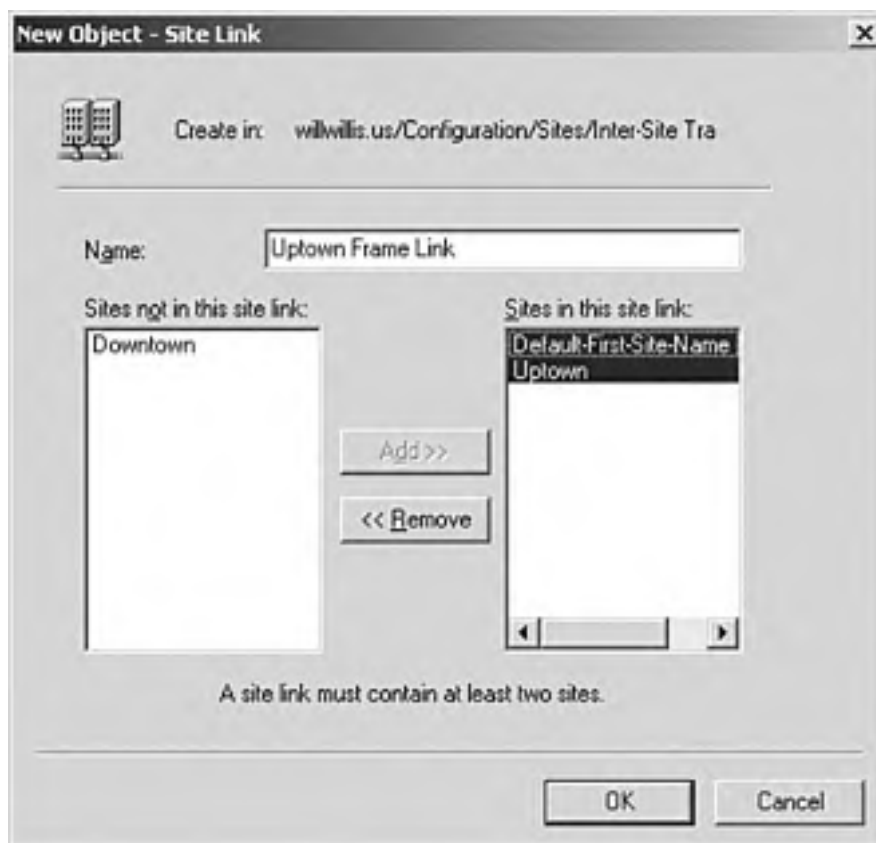 New Object - Site Link
Create in: willwillis.us/Configuration/Sites/Inter-Site Tra
Name: Uptown Frame Link
Sites not in this site link:
Downtown
Sites in this site link:
Default-First-Site-Name
Uptown
Add >>
<< Remove
A site link must contain at least two sites.
OK
Cancel